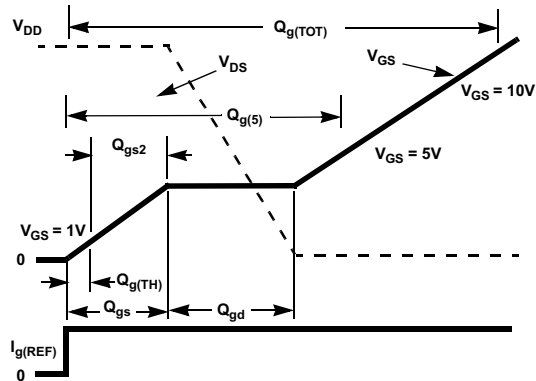 V_DD
Q_g(TOT)
V_DS
V_GS
V_GS = 10V
Q_g(5)
Q_gs2
V_GS = 5V
V_GS = 1V
0
Q_g(TH)
Q_gs
Q_gd
I_g(REF)
0